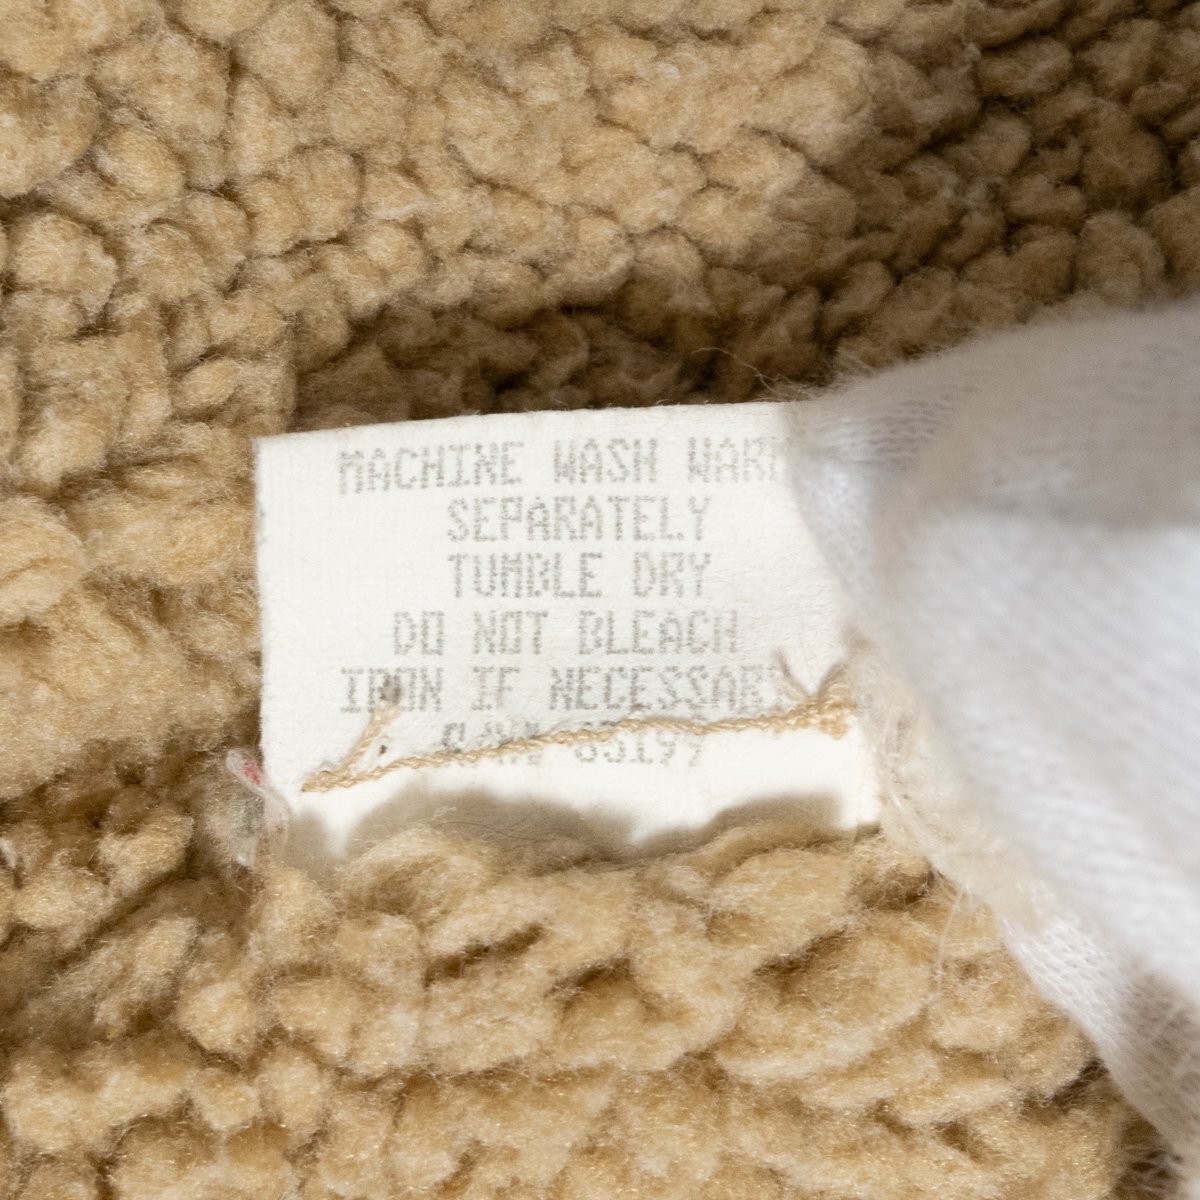 MACHINE WASH WARM
SEPARATELY
TUMBLE DRY
DO NOT BLEACH
IRON IF NECESSARY